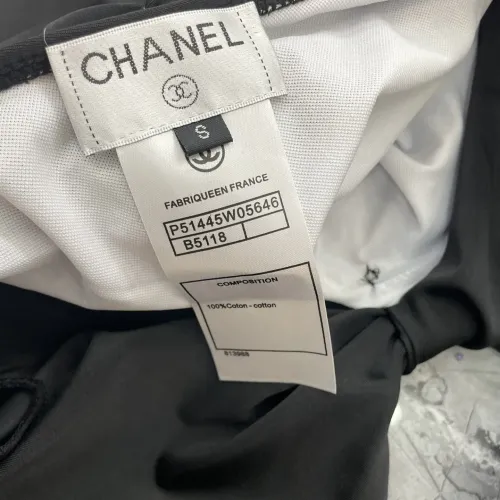 CHANEL
S
FABRIQUEEN FRANCE
P51445W05646
B5118
COMPOSITION
100%Coton - cotton